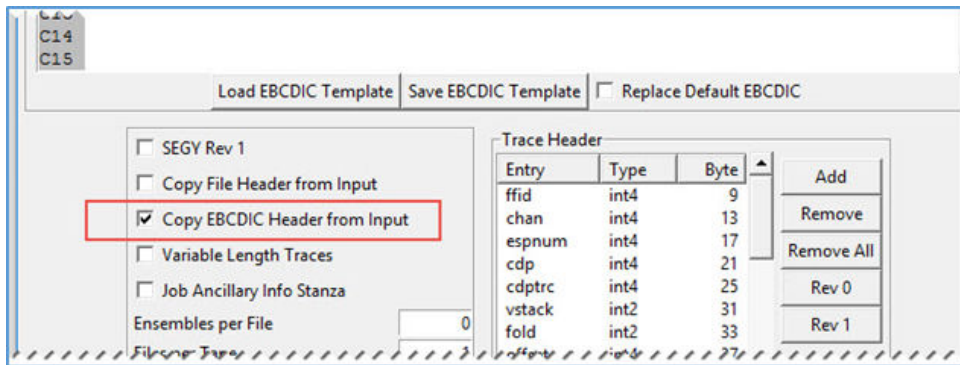 C14
C15
Load EBCDIC Template Save EBCDIC Template Replace Default EBCDIC
SEGY Rev 1
Copy File Header from Input
Copy EBCDIC Header from Input
Variable Length Traces
Job Ancillary Info Stanza
Ensembles per File 0
Trace Header
Entry Type Byte
ffid int4 9
chan int4 13
espnum int4 17
cdp int4 21
cdptrc int4 25
vstack int2 31
fold int2 33
Add
Remove
Remove All
Rev 0
Rev 1